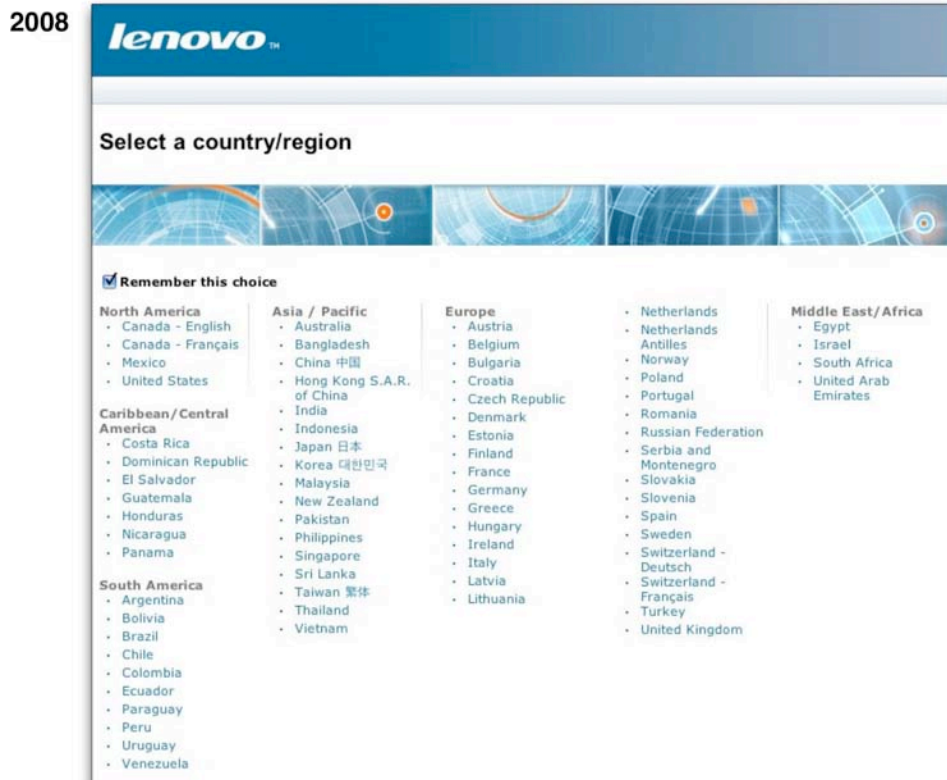 2008
lenovo™
Select a country/region
Remember this choice
North America
· Canada - English
· Canada - Français
· Mexico
· United States
Caribbean/Central
America
· Costa Rica
· Dominican Republic
· El Salvador
· Guatemala
· Honduras
· Nicaragua
· Panama
South America
· Argentina
· Bolivia
· Brazil
· Chile
· Colombia
· Ecuador
· Paraguay
· Peru
· Uruguay
· Venezuela
Asia / Pacific
· Australia
· Bangladesh
· China 中国
· Hong Kong S.A.R.
of China
· India
· Indonesia
· Japan 日本
· Korea 대한민국
· Malaysia
· New Zealand
· Pakistan
· Philippines
· Singapore
· Sri Lanka
· Taiwan 繁体
· Thailand
· Vietnam
Europe
· Austria
· Belgium
· Bulgaria
· Croatia
· Czech Republic
· Denmark
· Estonia
· Finland
· France
· Germany
· Greece
· Hungary
· Ireland
· Italy
· Latvia
· Lithuania
· Netherlands
· Netherlands
Antilles
· Norway
· Poland
· Portugal
· Romania
· Russian Federation
· Serbia and
Montenegro
· Slovakia
· Slovenia
· Spain
· Sweden
· Switzerland -
Deutsch
· Switzerland -
Français
· Turkey
· United Kingdom
Middle East/Africa
· Egypt
· Israel
· South Africa
· United Arab
Emirates